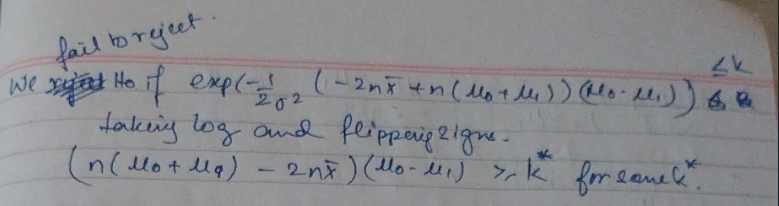 fail to reject.
We H₀ if exp(-1/2σ² (-2nx̄ + n(μ₀+μ₁))(μ₀-μ₁)) ≤ k
taking log and flipping signs.
(n(μ₀+μ₁) - 2nx̄)(μ₀-μ₁) ≥ k* for some k*.